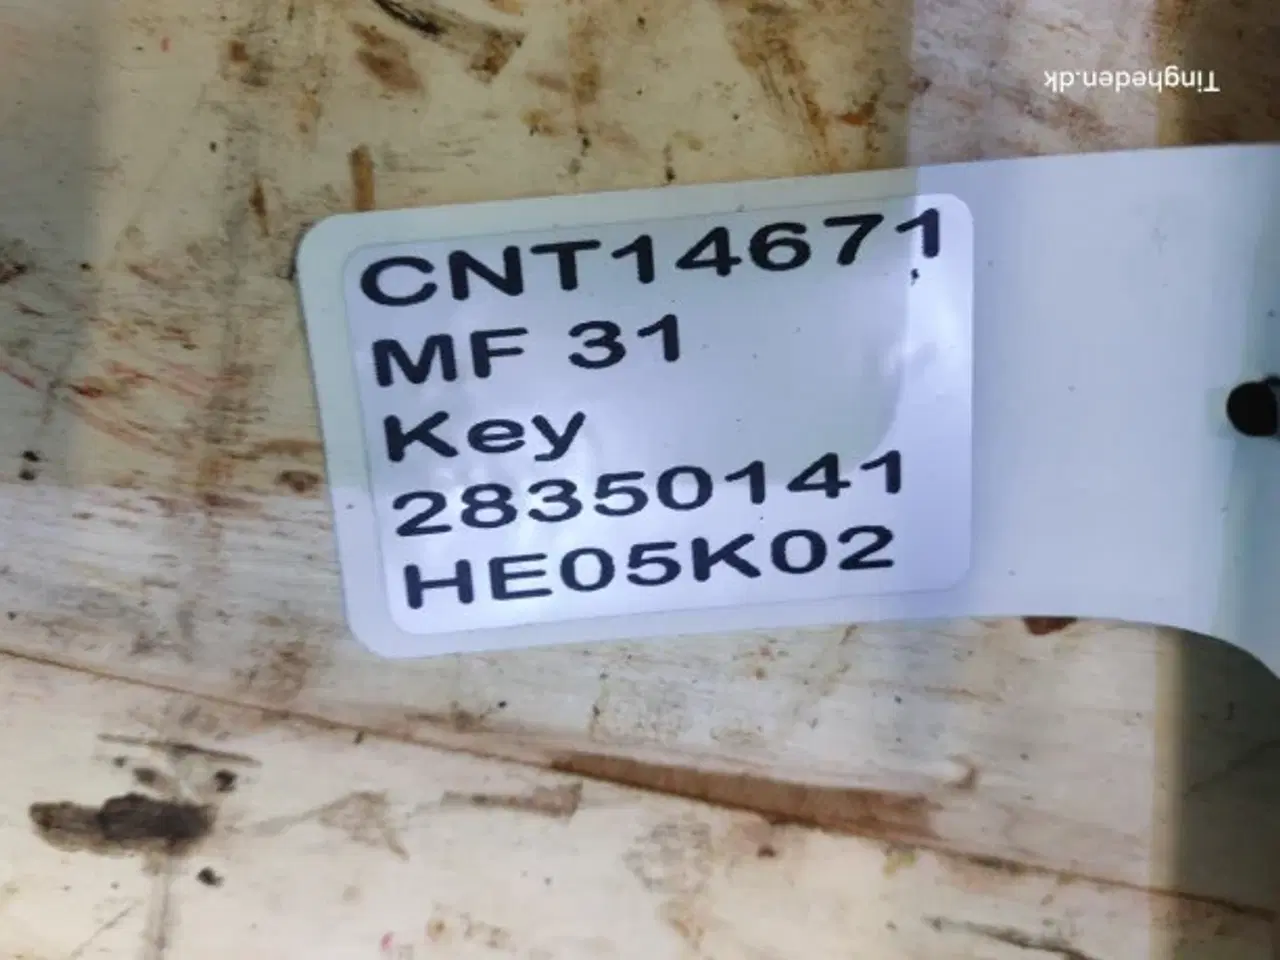 Tingheden.dk
CNT14671
MF 31
Key
28350141
HE05K02